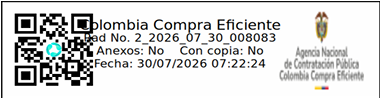 Colombia Compra Eficiente
Rad No. 2_2026_07_30_008083
Anexos: No Con copia: No
Fecha: 30/07/2026 07:22:24
Agencia Nacional
de Contratación Pública
Colombia Compra Eficiente